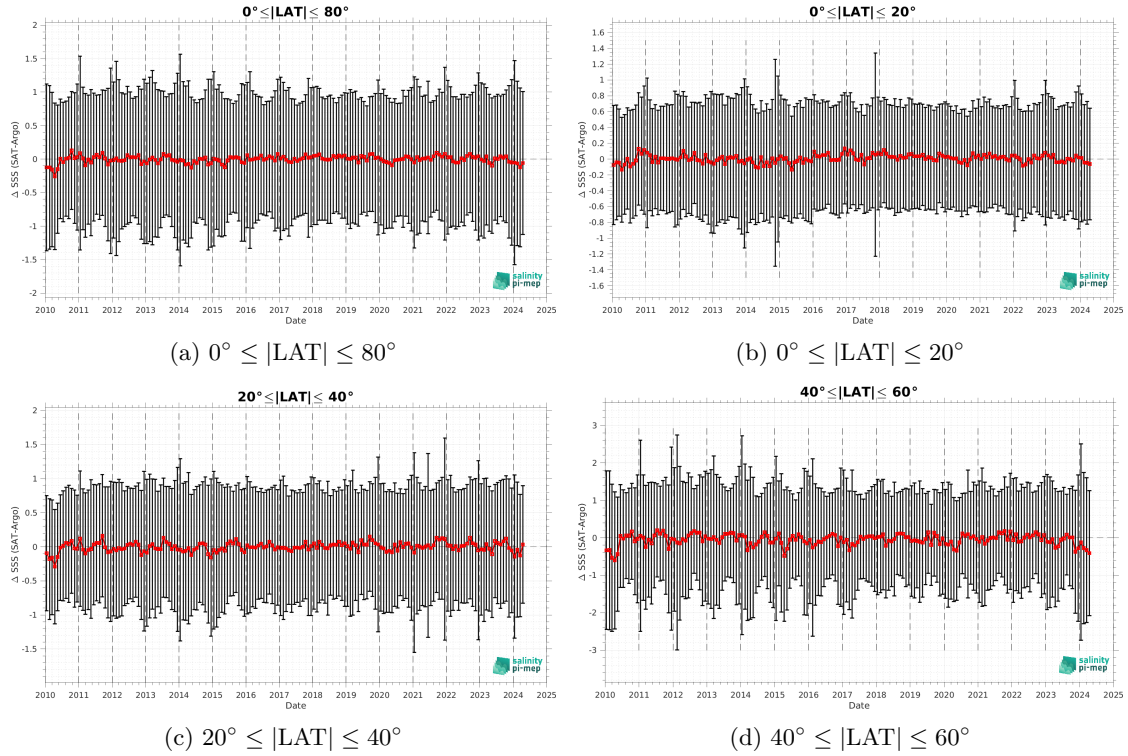 0°≤|LAT|≤ 80°
Δ SSS (SAT-Argo)
2
1.5
1
0.5
0
-0.5
-1
-1.5
-2
salinity
pi-mep
2010 2011 2012 2013 2014 2015 2016 2017 2018 2019 2020 2021 2022 2023 2024 2025
Date
(a) 0° ≤ |LAT| ≤ 80°
0°≤|LAT|≤ 20°
Δ SSS (SAT-Argo)
1.6
1.4
1.2
1
0.8
0.6
0.4
0.2
0
-0.2
-0.4
-0.6
-0.8
-1
-1.2
-1.4
-1.6
salinity
pi-mep
2010 2011 2012 2013 2014 2015 2016 2017 2018 2019 2020 2021 2022 2023 2024 2025
Date
(b) 0° ≤ |LAT| ≤ 20°
20°≤|LAT|≤ 40°
Δ SSS (SAT-Argo)
2
1.5
1
0.5
0
-0.5
-1
-1.5
salinity
pi-mep
2010 2011 2012 2013 2014 2015 2016 2017 2018 2019 2020 2021 2022 2023 2024 2025
Date
(c) 20° ≤ |LAT| ≤ 40°
40°≤|LAT|≤ 60°
Δ SSS (SAT-Argo)
3
2
1
0
-1
-2
-3
salinity
pi-mep
2010 2011 2012 2013 2014 2015 2016 2017 2018 2019 2020 2021 2022 2023 2024 2025
Date
(d) 40° ≤ |LAT| ≤ 60°